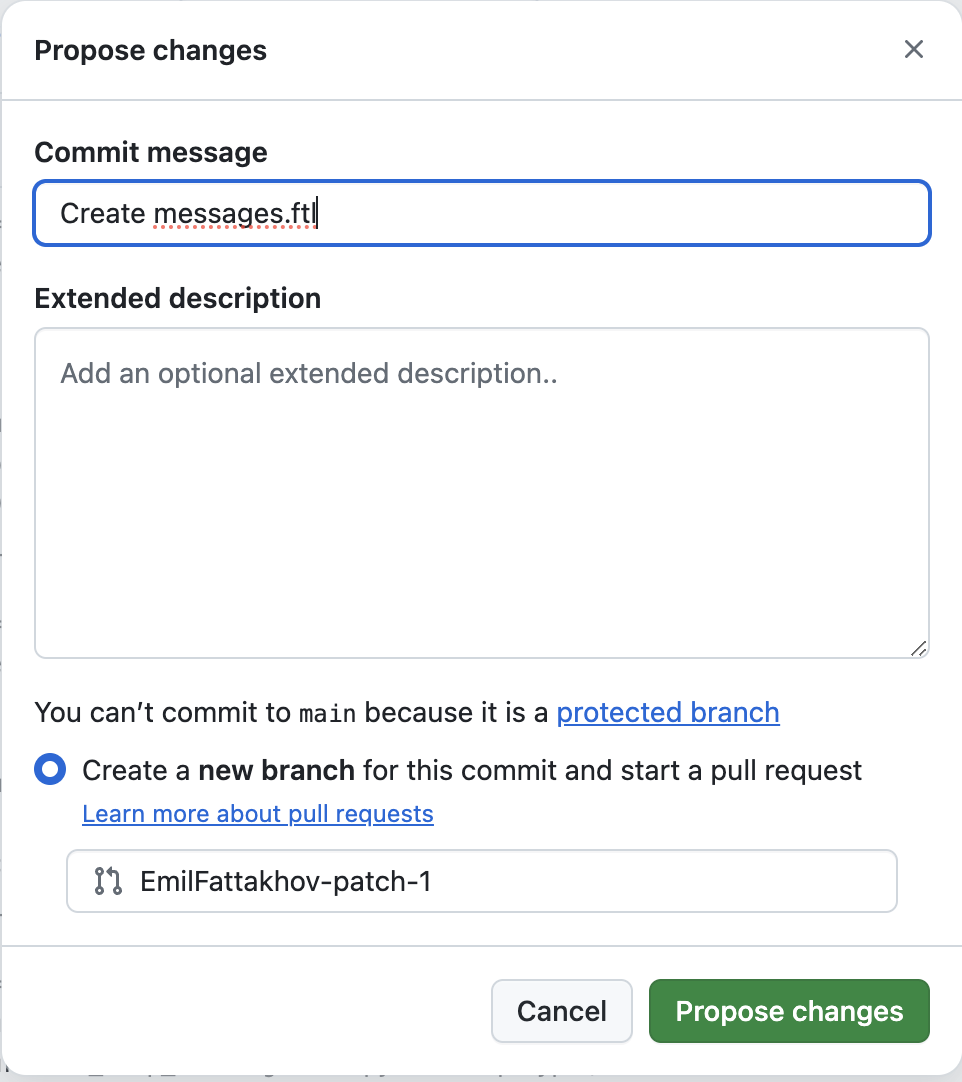 Propose changes
Commit message
Create messages.ftl
Extended description
Add an optional extended description..
You can’t commit to main because it is a protected branch
Create a new branch for this commit and start a pull request
Learn more about pull requests
EmilFattakhov-patch-1
Cancel
Propose changes